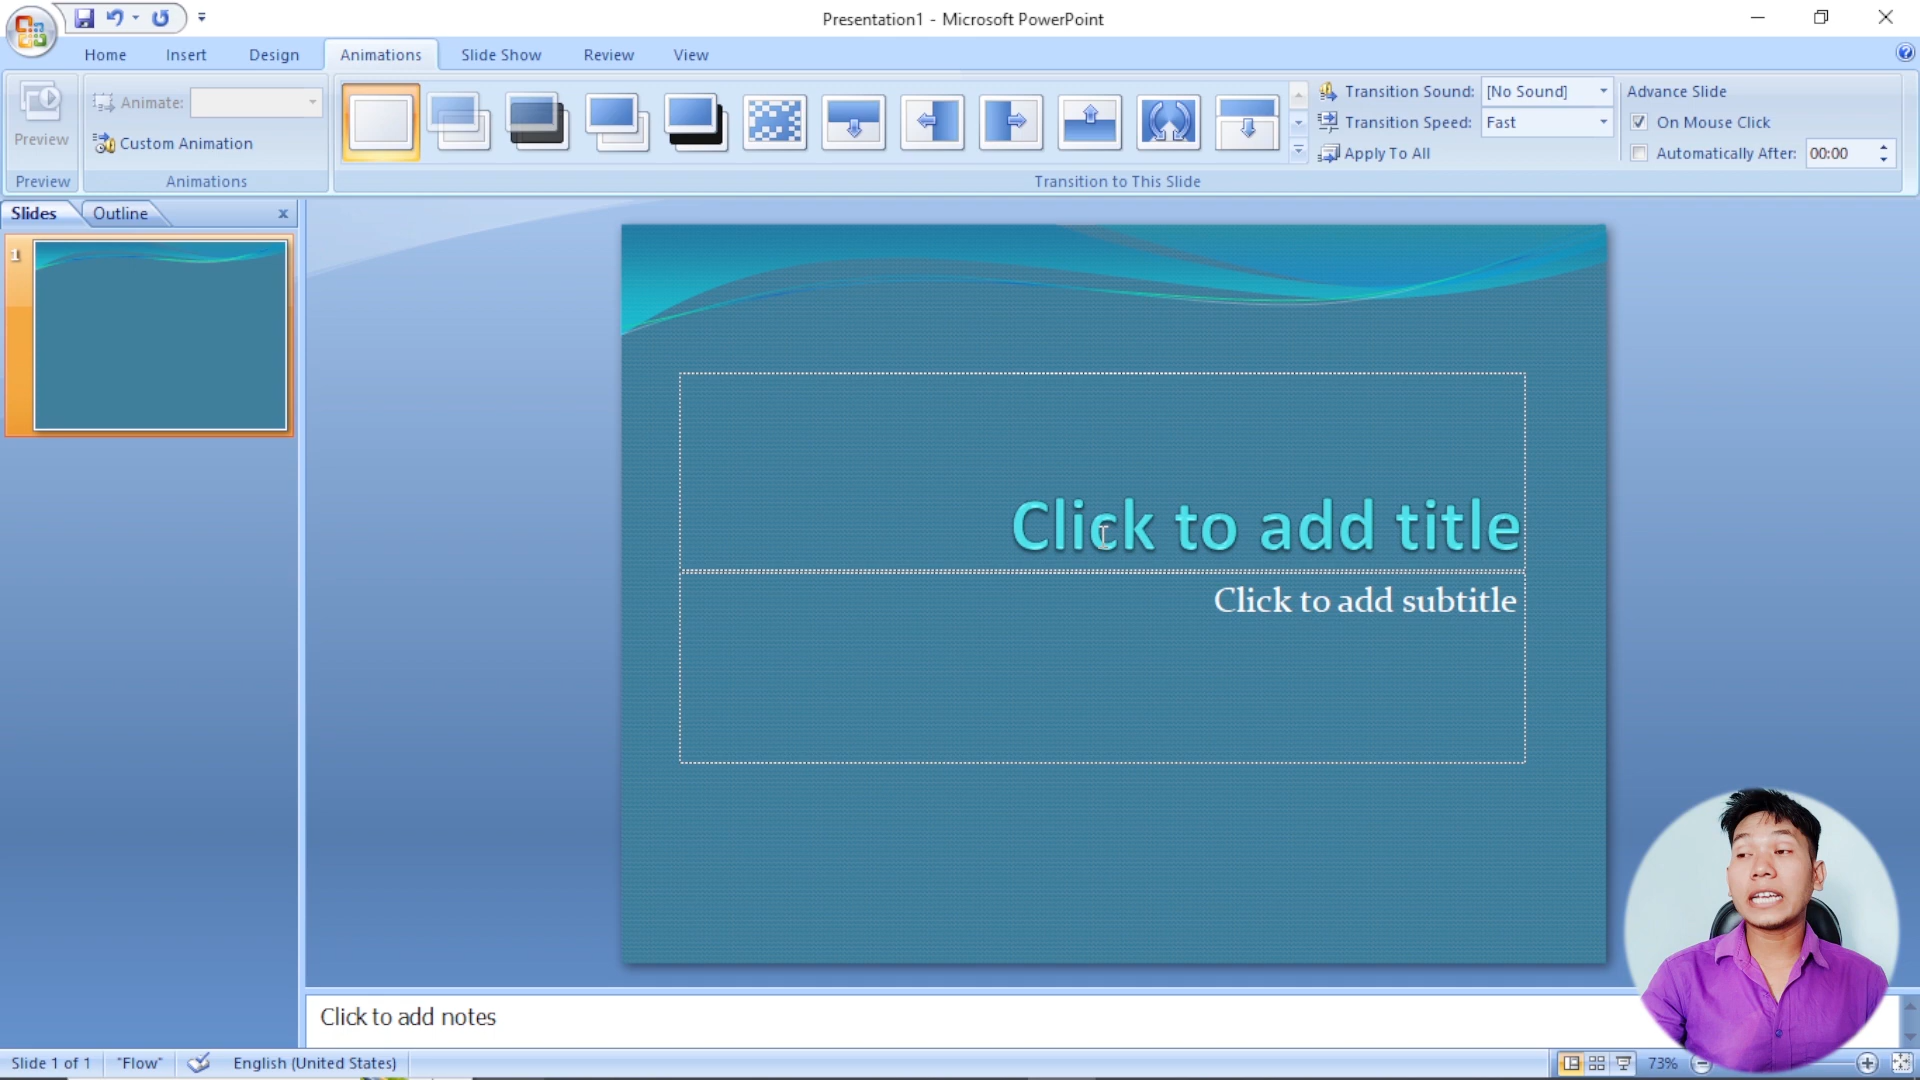 Presentation1 - Microsoft PowerPoint
Home Insert Design Animations Slide Show Review View
Preview
Animate:
Custom Animation
Transition Sound: [No Sound]
Transition Speed: Fast
Apply To All
Advance Slide
On Mouse Click
Automatically After: 00:00
Preview Animations Transition to This Slide
Slides Outline x
1
Click to add title
Click to add subtitle
Click to add notes
Slide 1 of 1 "Flow" English (United States) 73%